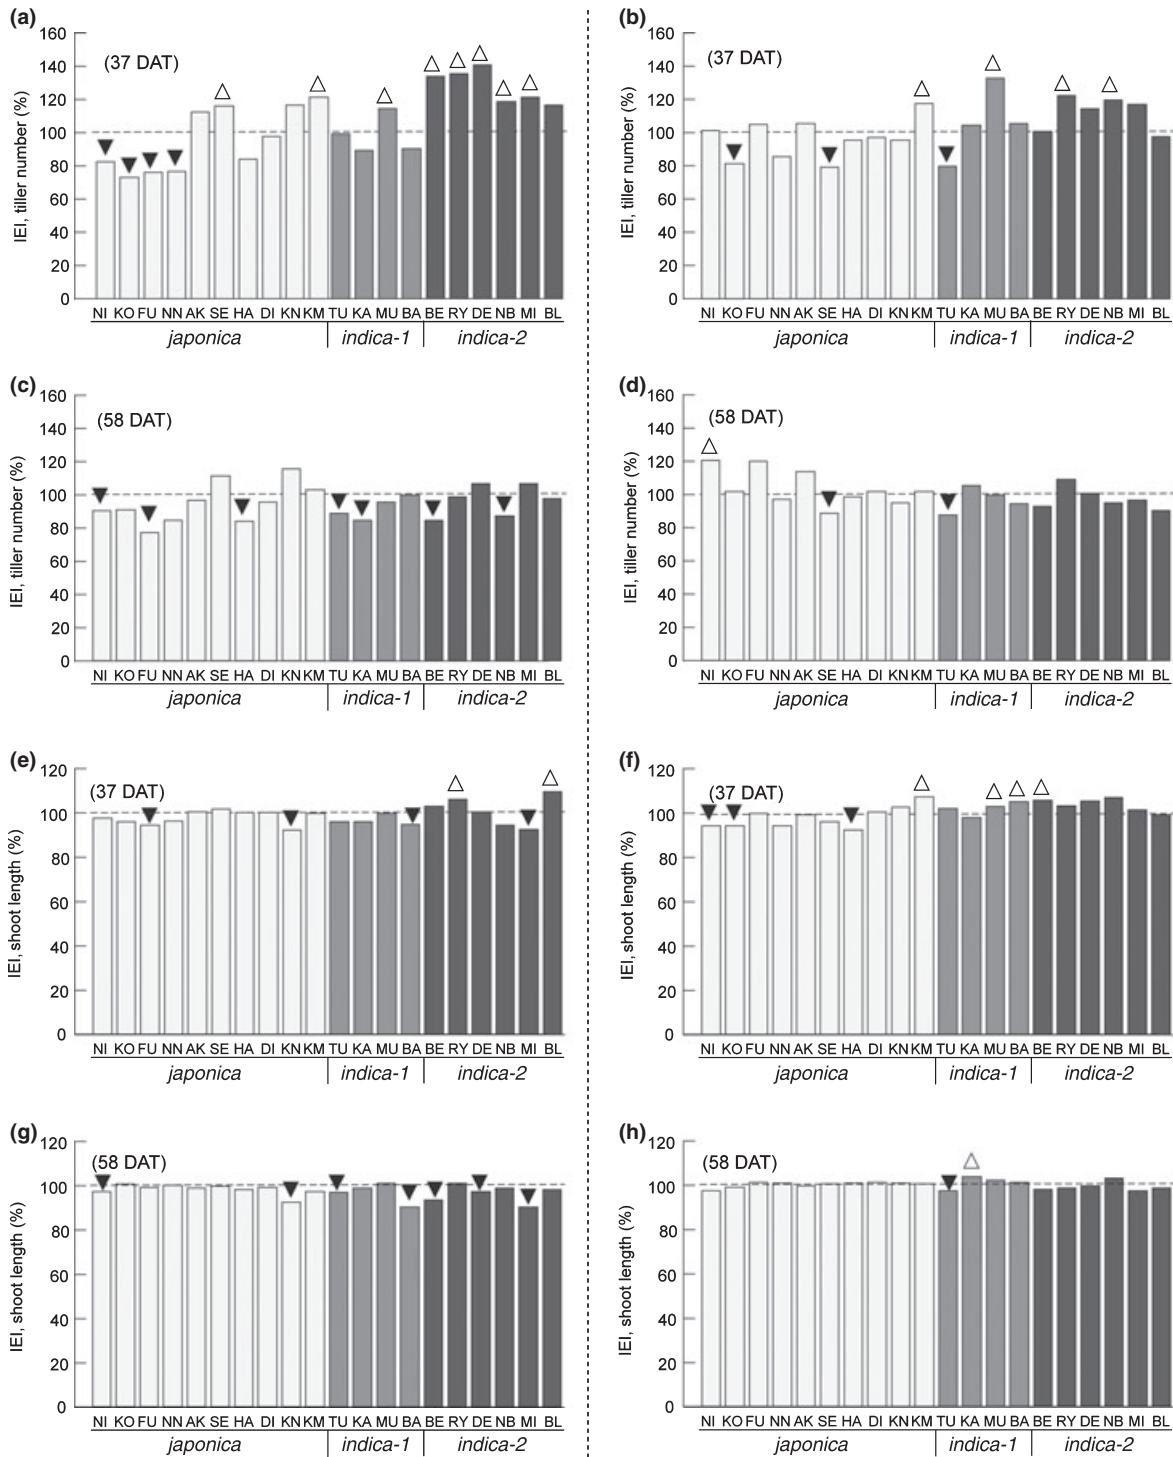 (a)
160
140
120
100
80
60
40
20
0
IEI, tiller number (%)
(37 DAT)
NI KO FU NN AK SE HA DI KN KM TU KA MU BA BE RY DE NB MI BL
japonica indica-1 indica-2
(b)
160
140
120
100
80
60
40
20
0
IEI, tiller number (%)
(37 DAT)
NI KO FU NN AK SE HA DI KN KM TU KA MU BA BE RY DE NB MI BL
japonica indica-1 indica-2
(c)
160
140
120
100
80
60
40
20
0
IEI, tiller number (%)
(58 DAT)
NI KO FU NN AK SE HA DI KN KM TU KA MU BA BE RY DE NB MI BL
japonica indica-1 indica-2
(d)
160
140
120
100
80
60
40
20
0
IEI, tiller number (%)
(58 DAT)
NI KO FU NN AK SE HA DI KN KM TU KA MU BA BE RY DE NB MI BL
japonica indica-1 indica-2
(e)
120
100
80
60
40
20
0
IEI, shoot length (%)
(37 DAT)
NI KO FU NN AK SE HA DI KN KM TU KA MU BA BE RY DE NB MI BL
japonica indica-1 indica-2
(f)
120
100
80
60
40
20
0
IEI, shoot length (%)
(37 DAT)
NI KO FU NN AK SE HA DI KN KM TU KA MU BA BE RY DE NB MI BL
japonica indica-1 indica-2
(g)
120
100
80
60
40
20
0
IEI, shoot length (%)
(58 DAT)
NI KO FU NN AK SE HA DI KN KM TU KA MU BA BE RY DE NB MI BL
japonica indica-1 indica-2
(h)
120
100
80
60
40
20
0
IEI, shoot length (%)
(58 DAT)
NI KO FU NN AK SE HA DI KN KM TU KA MU BA BE RY DE NB MI BL
japonica indica-1 indica-2